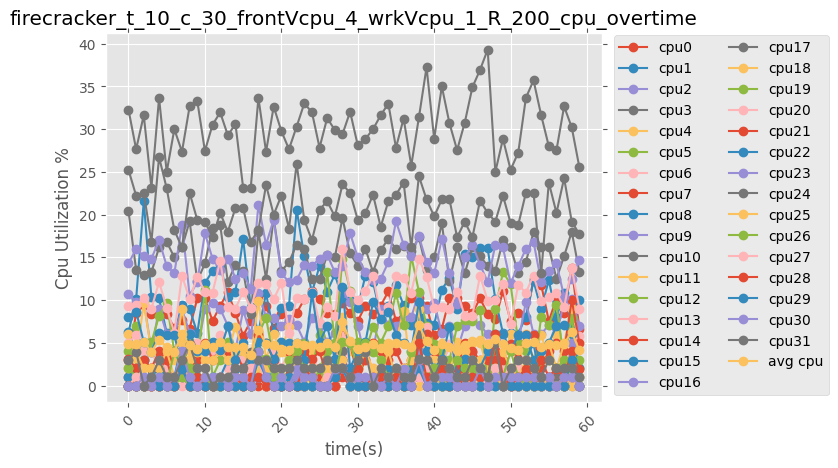 firecracker_t_10_c_30_frontVcpu_4_wrkVcpu_1_R_200_cpu_overtime
Cpu Utilization %
40
35
30
25
20
15
10
5
0
0
10
20
30
40
50
60
time(s)
cpu0
cpu1
cpu2
cpu3
cpu4
cpu5
cpu6
cpu7
cpu8
cpu9
cpu10
cpu11
cpu12
cpu13
cpu14
cpu15
cpu16
cpu17
cpu18
cpu19
cpu20
cpu21
cpu22
cpu23
cpu24
cpu25
cpu26
cpu27
cpu28
cpu29
cpu30
cpu31
avg cpu